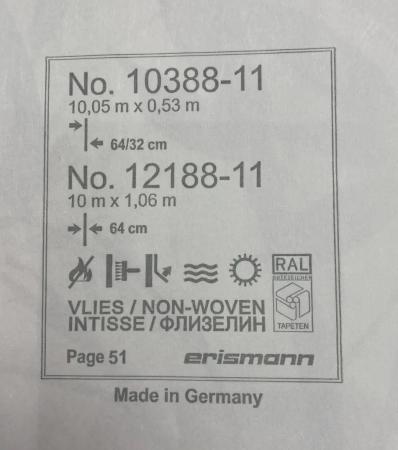 No. 10388-11
10,05 m x 0,53 m
64/32 cm
No. 12188-11
10 m x 1,06 m
64 cm
RAL
GÜTEZEICHEN
VLIES / NON-WOVEN
INTISSE / ФЛИЗЕЛИН
TAPETEN
Page 51
erismann
Made in Germany